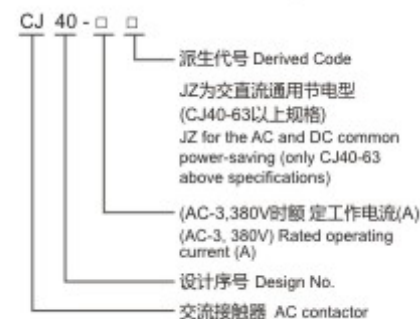 CJ 40 - □ □
派生代号 Derived Code
JZ为交直流通用节电型
(CJ40-63以上规格)
JZ for the AC and DC common
power-saving (only CJ40-63
above specifications)
(AC-3,380V时额 定工作电流(A)
(AC-3, 380V) Rated operating
current (A)
设计序号 Design No.
交流接触器 AC contactor